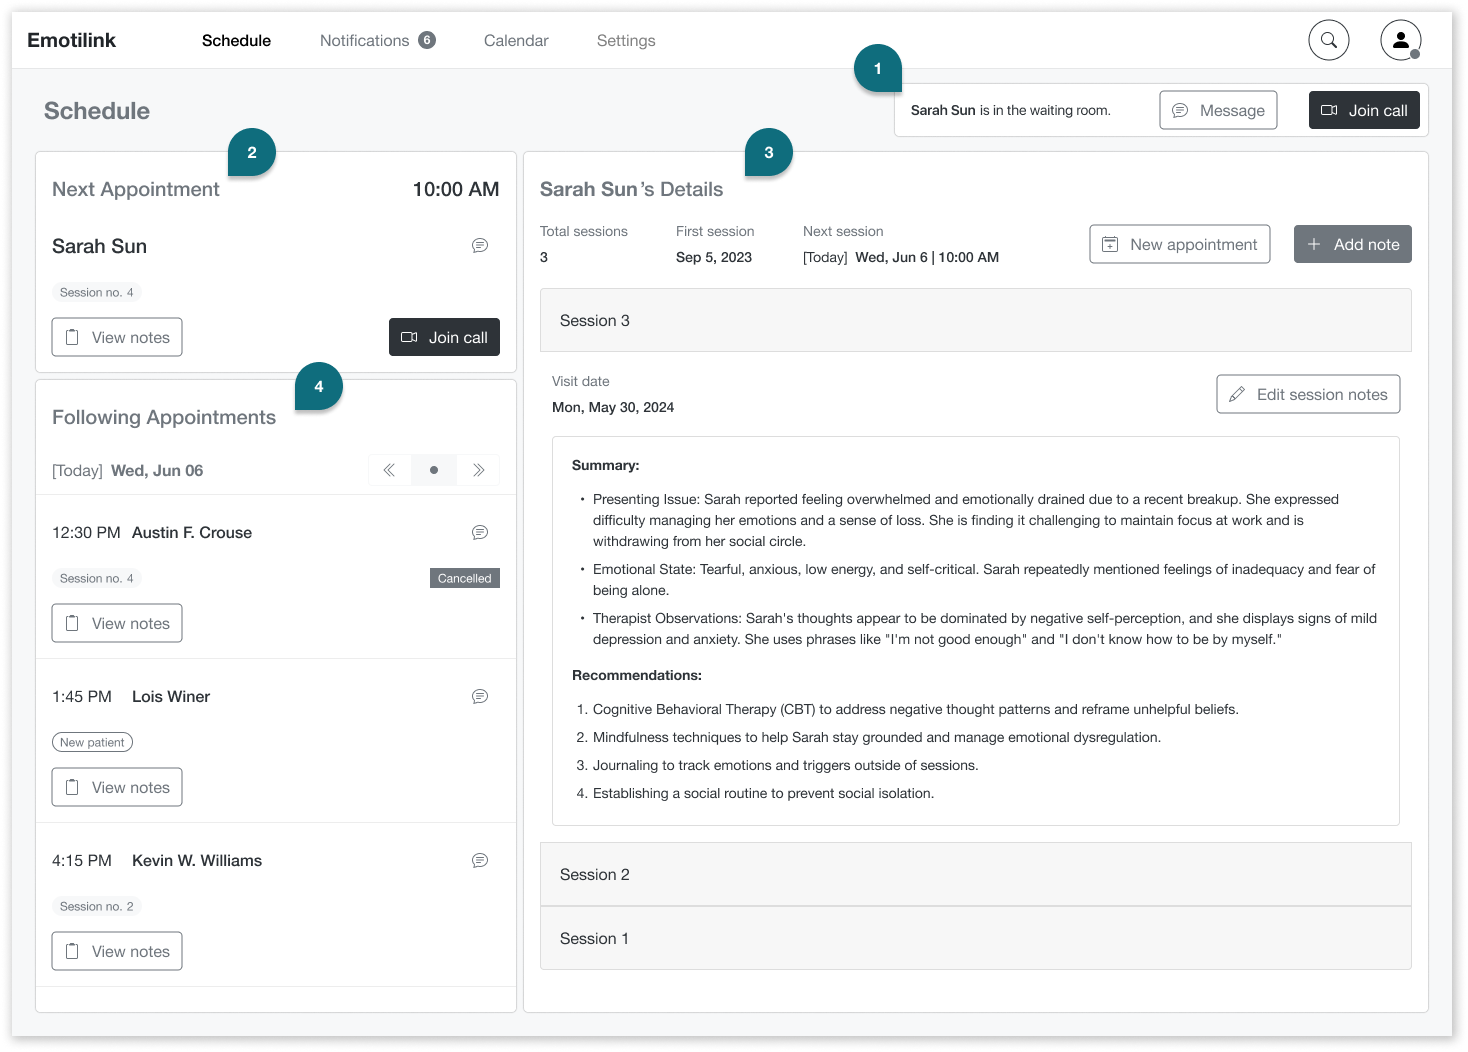 Emotilink
Schedule
Notifications 6
Calendar
Settings
1
Schedule
Sarah Sun is in the waiting room.
Message
Join call
2
Next Appointment
10:00 AM
Sarah Sun
Session no. 4
View notes
Join call
4
Following Appointments
[Today] Wed, Jun 06
12:30 PM Austin F. Crouse
Session no. 4
Cancelled
View notes
1:45 PM Lois Winer
New patient
View notes
4:15 PM Kevin W. Williams
Session no. 2
View notes
3
Sarah Sun's Details
Total sessions
3
First session
Sep 5, 2023
Next session
[Today] Wed, Jun 6 | 10:00 AM
New appointment
+ Add note
Session 3
Visit date
Mon, May 30, 2024
Edit session notes
Summary:
• Presenting Issue: Sarah reported feeling overwhelmed and emotionally drained due to a recent breakup. She expressed
difficulty managing her emotions and a sense of loss. She is finding it challenging to maintain focus at work and is
withdrawing from her social circle.
• Emotional State: Tearful, anxious, low energy, and self-critical. Sarah repeatedly mentioned feelings of inadequacy and fear of
being alone.
• Therapist Observations: Sarah's thoughts appear to be dominated by negative self-perception, and she displays signs of mild
depression and anxiety. She uses phrases like "I'm not good enough" and "I don't know how to be by myself."
Recommendations:
1. Cognitive Behavioral Therapy (CBT) to address negative thought patterns and reframe unhelpful beliefs.
2. Mindfulness techniques to help Sarah stay grounded and manage emotional dysregulation.
3. Journaling to track emotions and triggers outside of sessions.
4. Establishing a social routine to prevent social isolation.
Session 2
Session 1